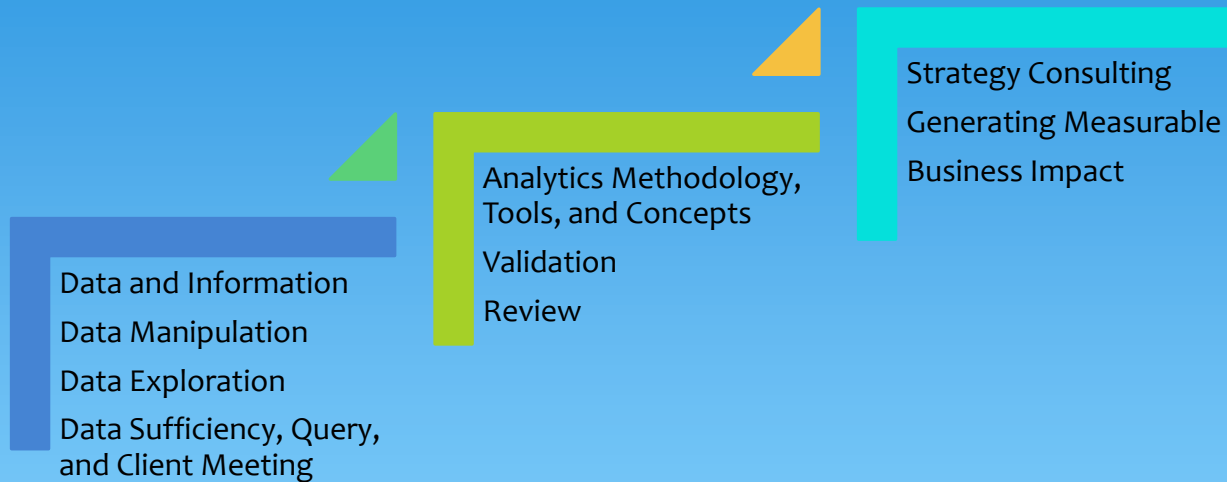 Data and Information
Data Manipulation
Data Exploration
Data Sufficiency, Query,
and Client Meeting
Analytics Methodology,
Tools, and Concepts
Validation
Review
Strategy Consulting
Generating Measurable
Business Impact